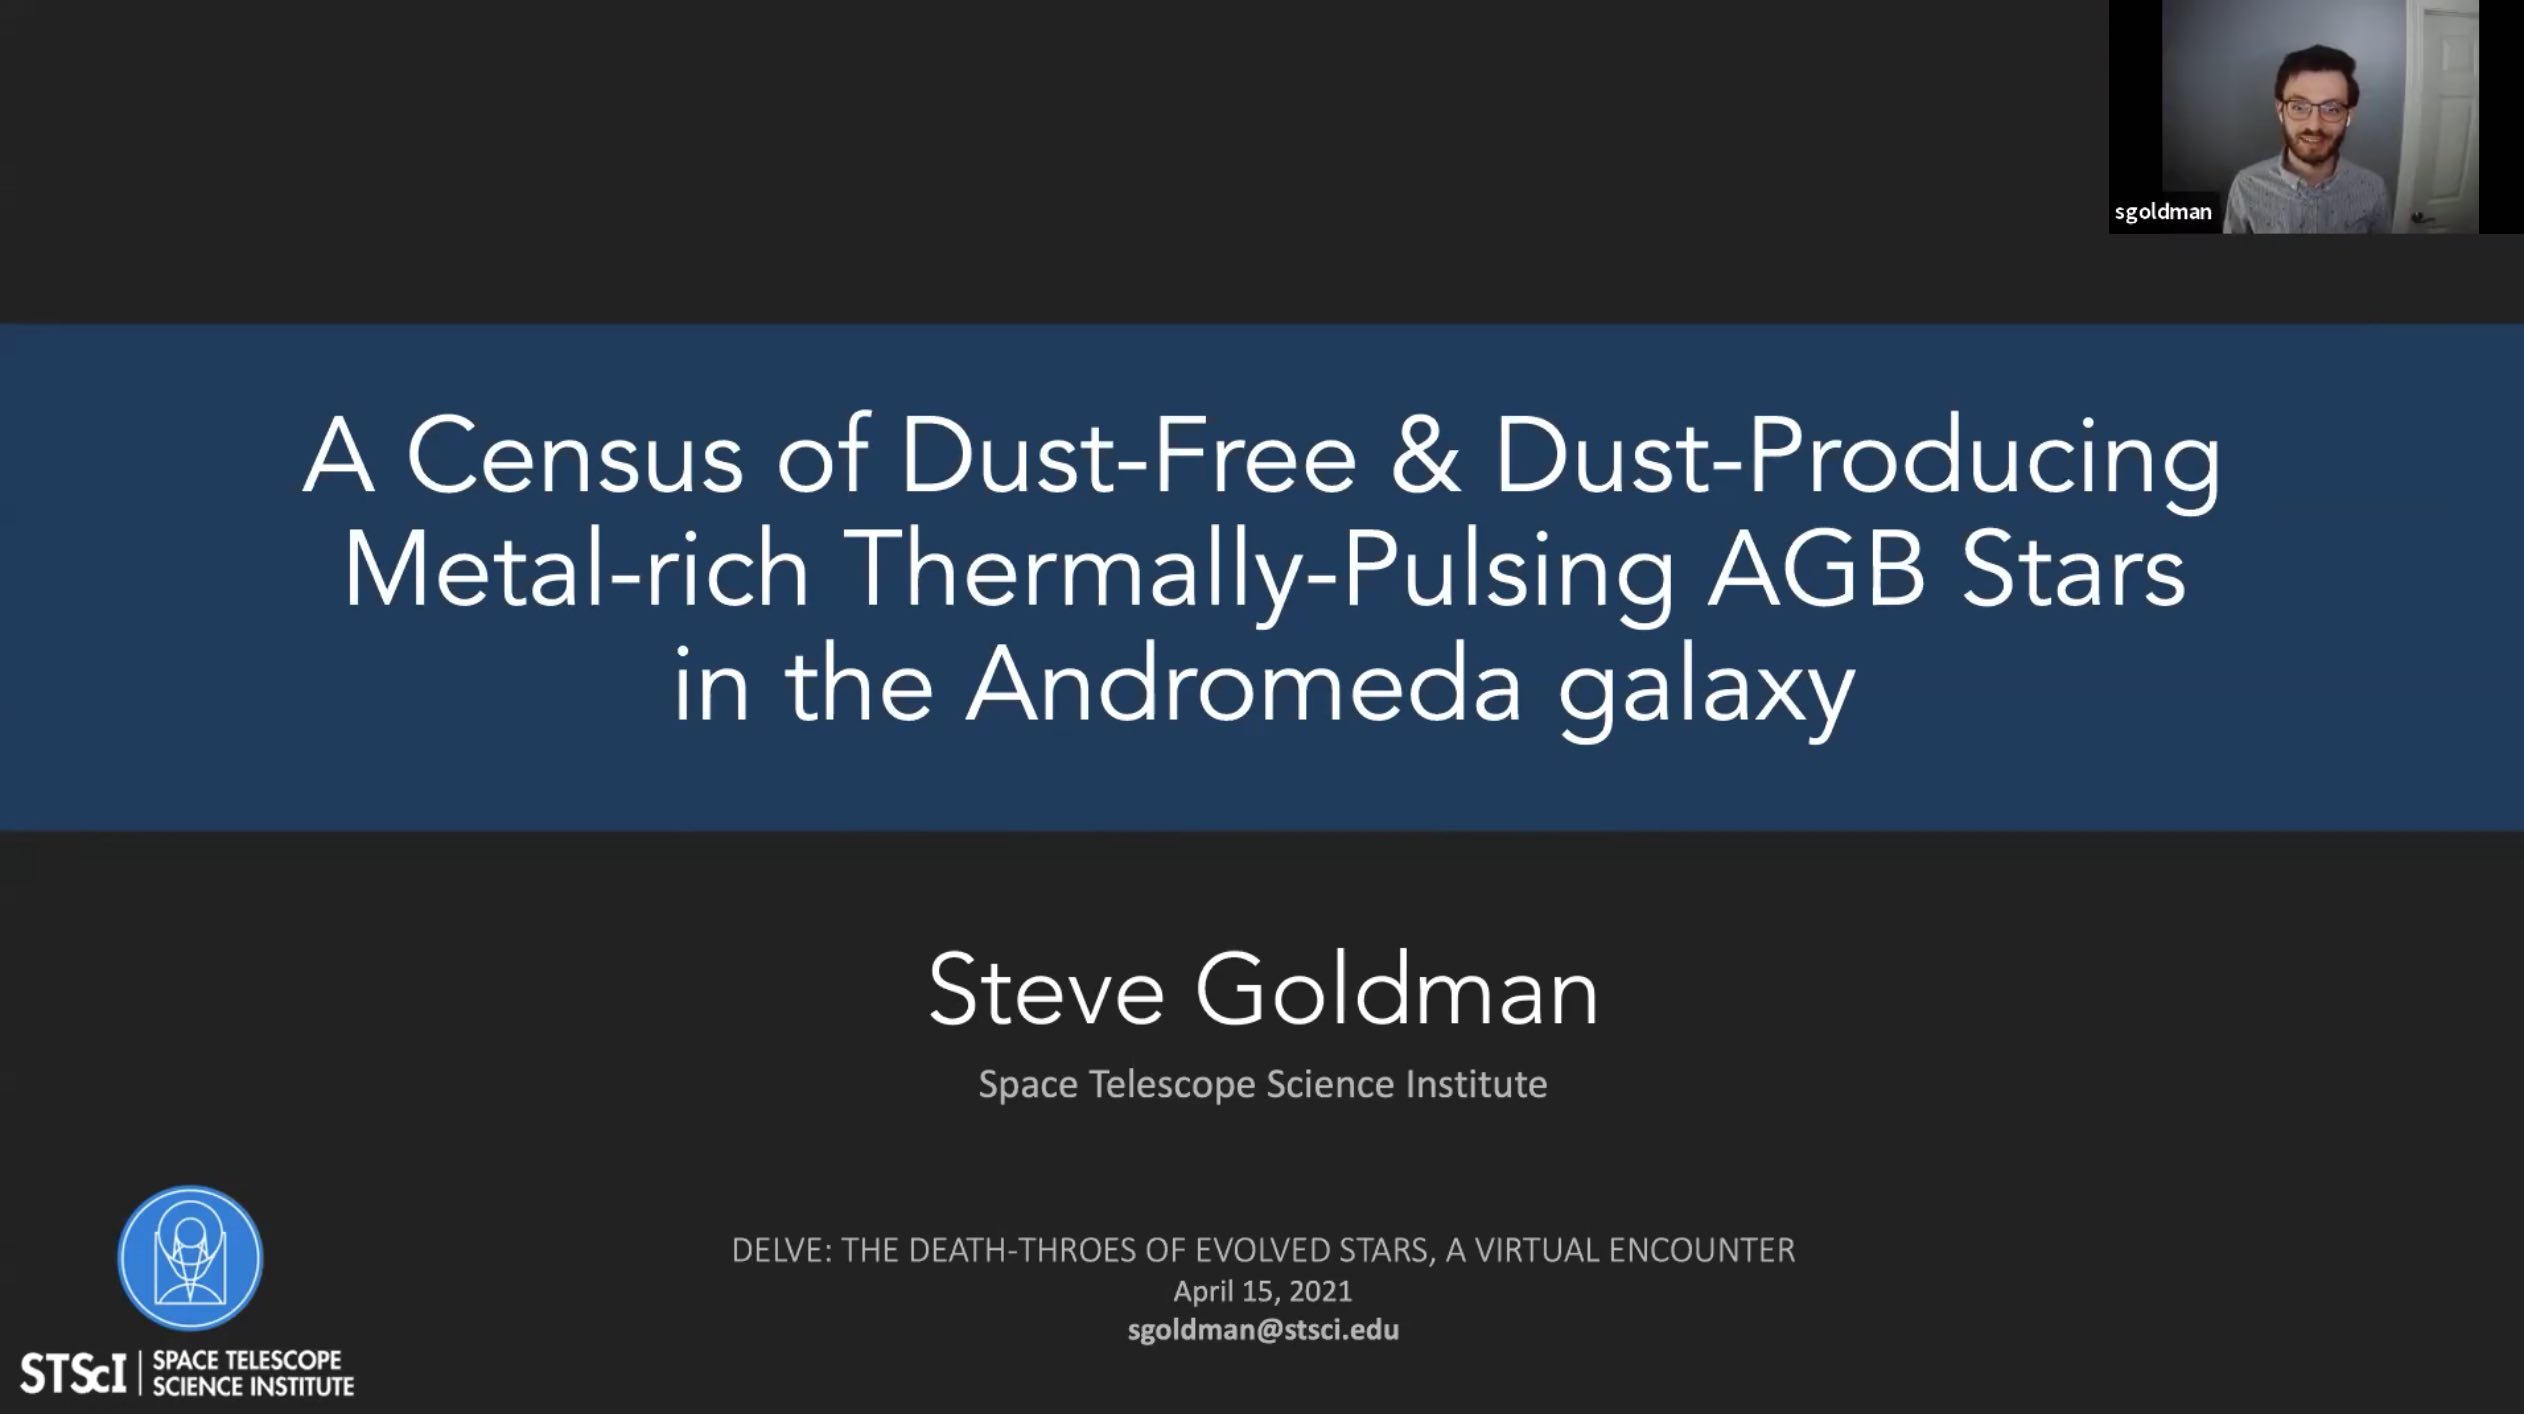 sgoldman
A Census of Dust-Free & Dust-Producing
Metal-rich Thermally-Pulsing AGB Stars
in the Andromeda galaxy
Steve Goldman
Space Telescope Science Institute
DELVE: THE DEATH-THROES OF EVOLVED STARS, A VIRTUAL ENCOUNTER
April 15, 2021
sgoldman@stsci.edu
STScI | SPACE TELESCOPE
SCIENCE INSTITUTE